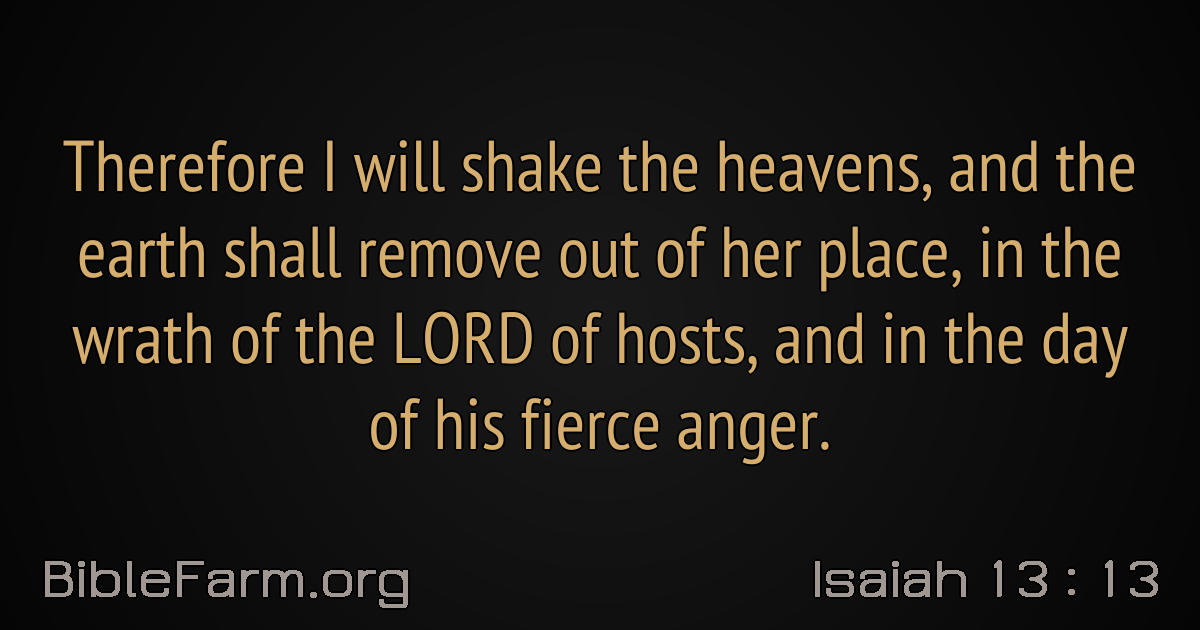 Therefore I will shake the heavens, and the
earth shall remove out of her place, in the
wrath of the LORD of hosts, and in the day
of his fierce anger.
BibleFarm.org
Isaiah 13 : 13